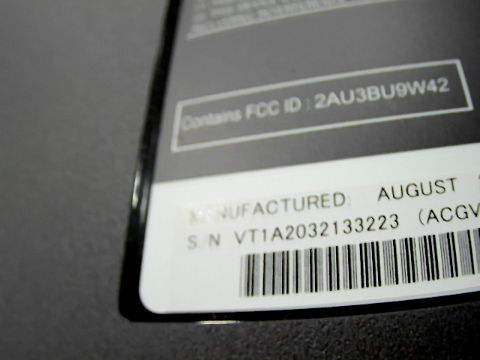 Contains FCC ID : 2AU3BU9W42
MANUFACTURED: AUGUST
S/N VT1A2032133223 (ACGV